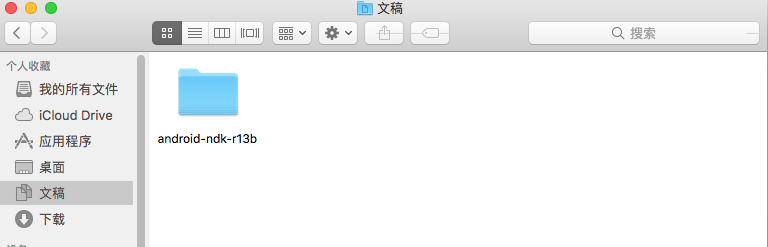 文稿
搜索
个人收藏
我的所有文件
iCloud Drive
应用程序
桌面
文稿
下载
android-ndk-r13b